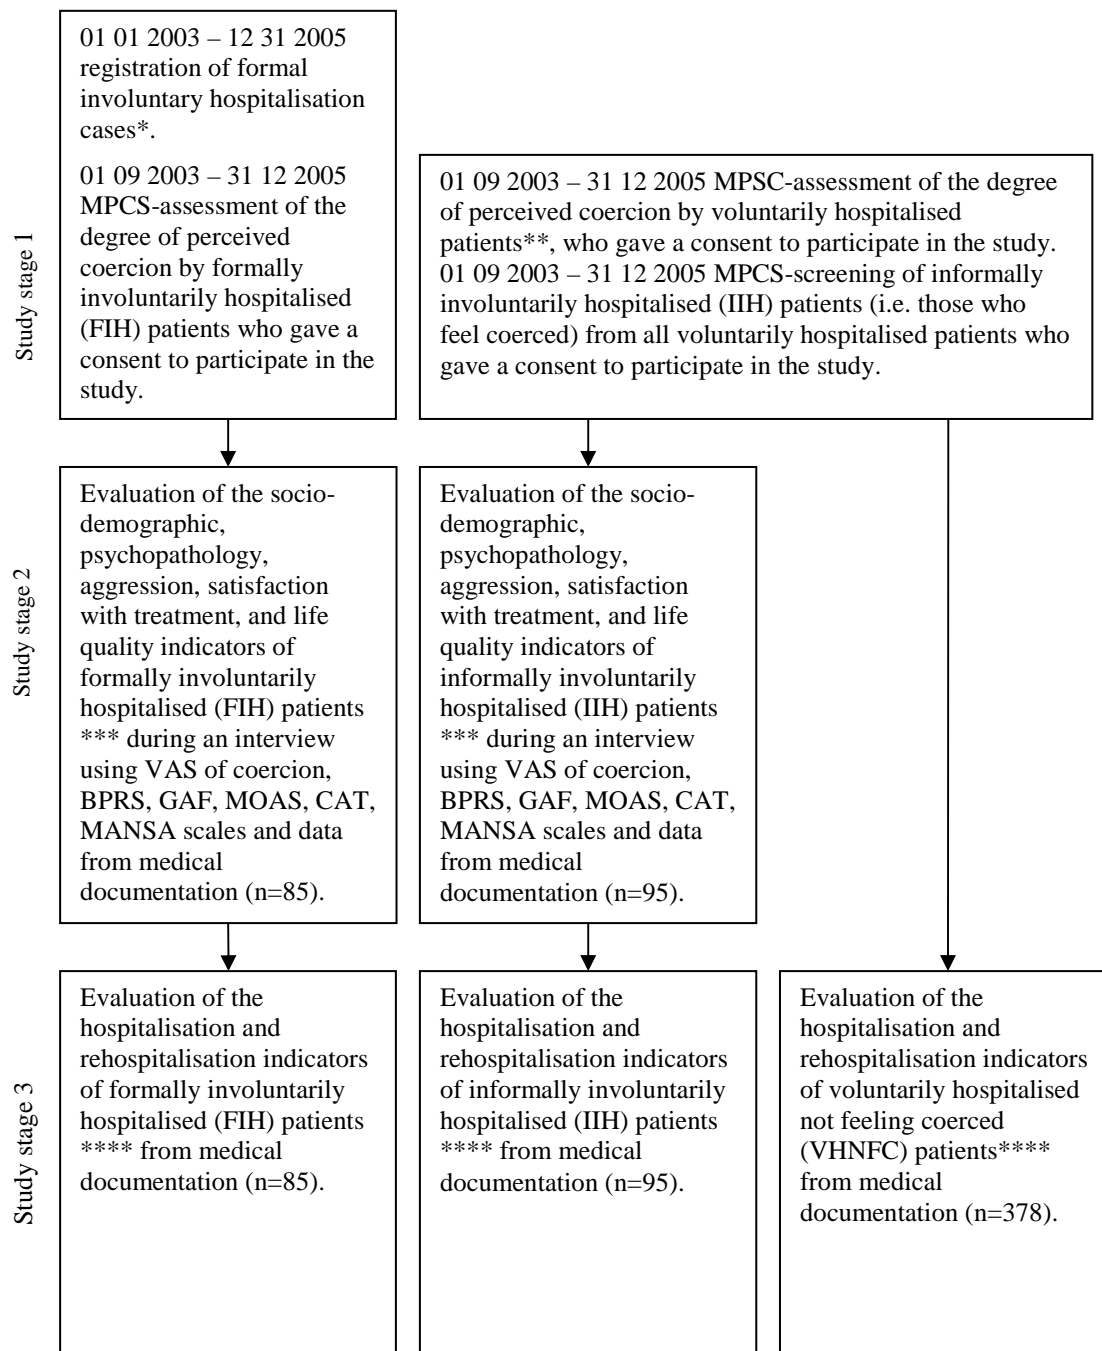 Study stage 1
01 01 2003 – 12 31 2005
registration of formal
involuntary hospitalisation
cases*.
01 09 2003 – 31 12 2005
MPCS-assessment of the
degree of perceived
coercion by formally
involuntarily hospitalised
(FIH) patients who gave a
consent to participate in the
study.
01 09 2003 – 31 12 2005 MPSC-assessment of the degree
of perceived coercion by voluntarily hospitalised
patients**, who gave a consent to participate in the study.
01 09 2003 – 31 12 2005 MPCS-screening of informally
involuntarily hospitalised (IIH) patients (i.e. those who
feel coerced) from all voluntarily hospitalised patients who
gave a consent to participate in the study.
Study stage 2
Evaluation of the socio-
demographic,
psychopathology,
aggression, satisfaction
with treatment, and life
quality indicators of
formally involuntarily
hospitalised (FIH) patients
*** during an interview
using VAS of coercion,
BPRS, GAF, MOAS, CAT,
MANSA scales and data
from medical
documentation (n=85).
Evaluation of the socio-
demographic,
psychopathology,
aggression, satisfaction
with treatment, and life
quality indicators of
informally involuntarily
hospitalised (IIH) patients
*** during an interview
using VAS of coercion,
BPRS, GAF, MOAS, CAT,
MANSA scales and data
from medical
documentation (n=95).
Study stage 3
Evaluation of the
hospitalisation and
rehospitalisation indicators
of formally involuntarily
hospitalised (FIH) patients
**** from medical
documentation (n=85).
Evaluation of the
hospitalisation and
rehospitalisation indicators
of informally involuntarily
hospitalised (IIH) patients
**** from medical
documentation (n=95).
Evaluation of the
hospitalisation and
rehospitalisation indicators
of voluntarily hospitalised
not feeling coerced
(VHNFC) patients****
from medical
documentation (n=378).